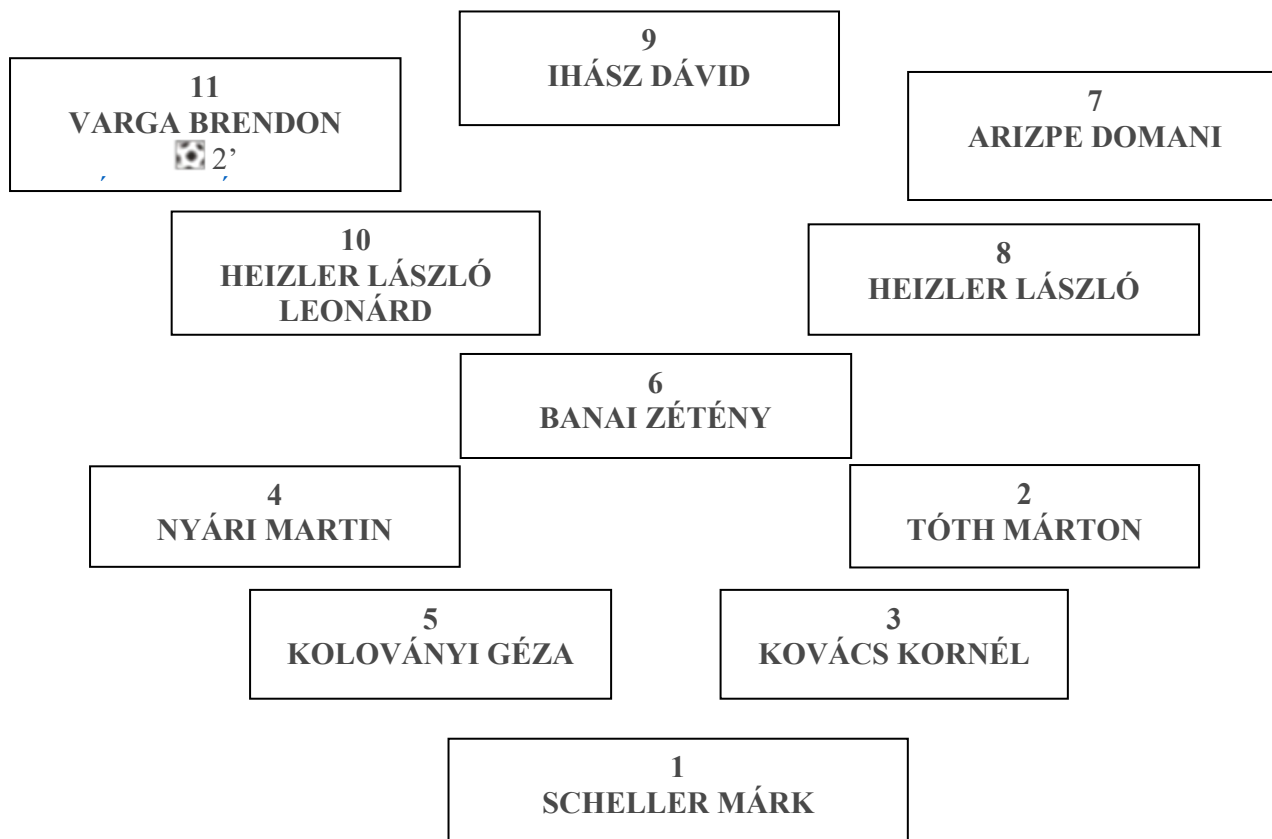 9
IHÁSZ DÁVID
11
VARGA BRENDON
2’
7
ARIZPE DOMANI
10
HEIZLER LÁSZLÓ
LEONÁRD
8
HEIZLER LÁSZLÓ
6
BANAI ZÉTÉNY
4
NYÁRI MARTIN
2
TÓTH MÁRTON
5
KOLOVÁNYI GÉZA
3
KOVÁCS KORNÉL
1
SCHELLER MÁRK